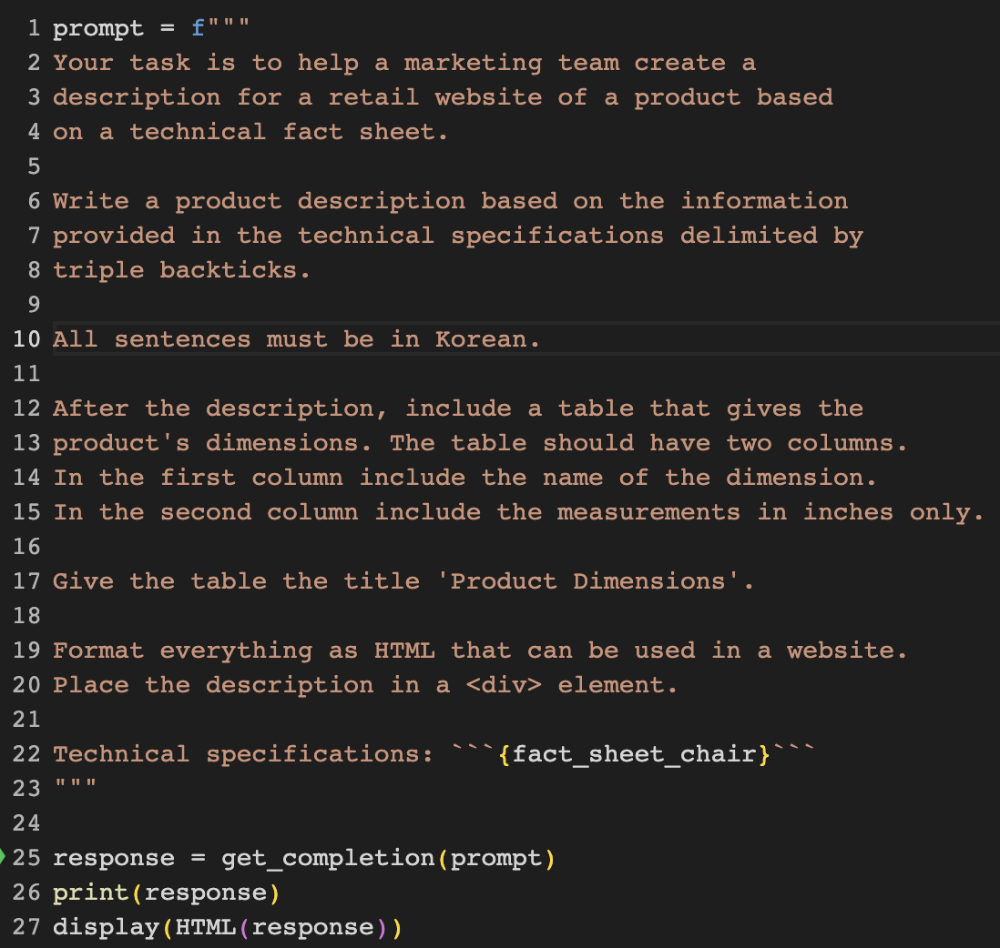 1 prompt = f"""
2 Your task is to help a marketing team create a
3 description for a retail website of a product based
4 on a technical fact sheet.
5
6 Write a product description based on the information
7 provided in the technical specifications delimited by
8 triple backticks.
9
10 All sentences must be in Korean.
11
12 After the description, include a table that gives the
13 product's dimensions. The table should have two columns.
14 In the first column include the name of the dimension.
15 In the second column include the measurements in inches only.
16
17 Give the table the title 'Product Dimensions'.
18
19 Format everything as HTML that can be used in a website.
20 Place the description in a <div> element.
21
22 Technical specifications: ```{fact_sheet_chair}```
23 """
24
25 response = get_completion(prompt)
26 print(response)
27 display(HTML(response))